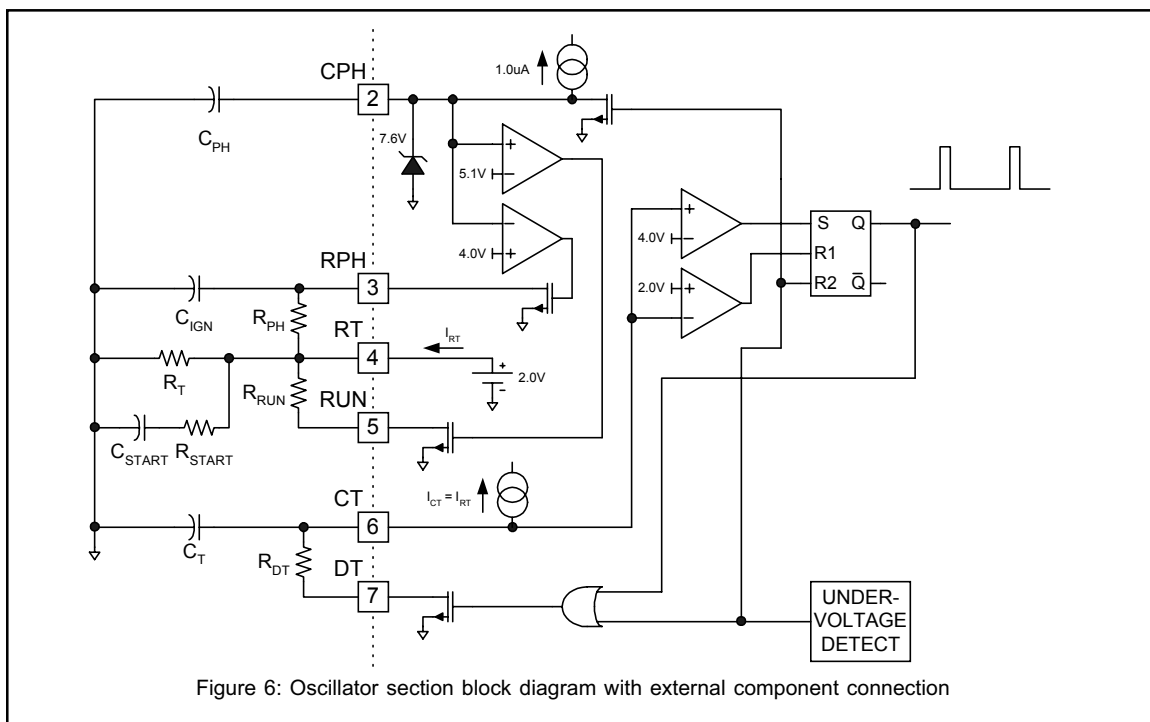 1.0uA
CPH
2
C_PH
7.6V
+
5.1V
−
−
4.0V
+
+
4.0V
−
2.0V
+
−
S Q
R1
R2 Q̅
RPH
3
C_IGN
R_PH
RT
4
I_RT
+
−
2.0V
R_T
R_RUN
RUN
5
C_START R_START
CT
6
I_CT = I_RT
C_T
R_DT
DT
7
UNDER-
VOLTAGE
DETECT
Figure 6: Oscillator section block diagram with external component connection